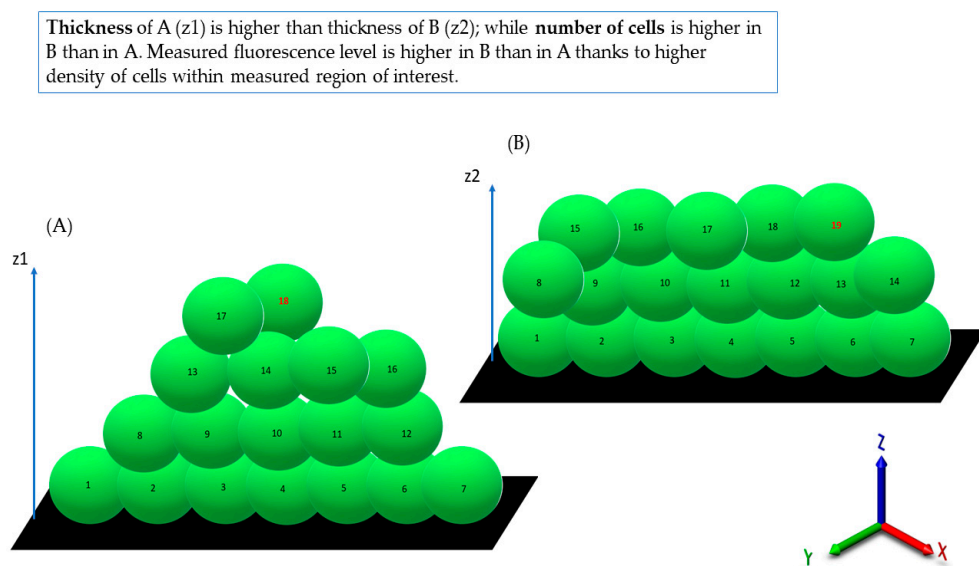 Thickness of A (z1) is higher than thickness of B (z2); while number of cells is higher in
B than in A. Measured fluorescence level is higher in B than in A thanks to higher
density of cells within measured region of interest.
(B)
z2
15 16 17 18 19
8 9 10 11 12 13 14
1 2 3 4 5 6 7
(A)
z1
17 18
13 14 15 16
8 9 10 11 12
1 2 3 4 5 6 7
Z
Y X